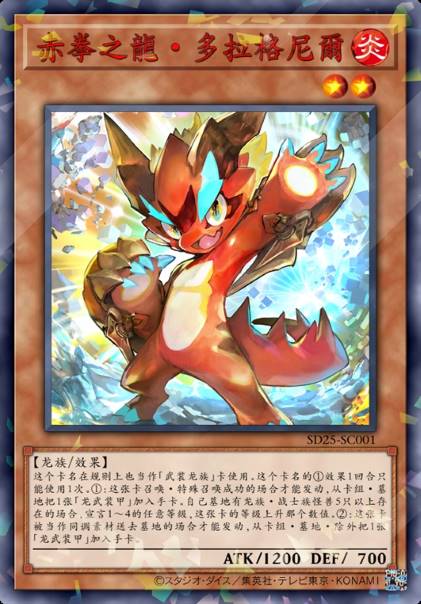 赤拳之龍・多拉格尼爾
炎
SD25-SC001
【龙族/效果】
这个卡名在规则上也当作「武装龙族」卡使用。这个卡名的①效果1回合只
能使用1次。①:这张卡召唤・特殊召唤成功的场合才能发动。从卡组・墓
地把1张「龙武装甲」加入手卡。自己墓地有龙族・战士族怪兽5只以上存
在的场合,宣言1~4的任意等级。这张卡的等级上升那个数值。②:这张卡
被当作同调素材送去墓地的场合才能发动。从卡组・墓地・除外把1张
「龙武装甲」加入手卡。
ATK/1200 DEF/ 700
©スタジオ・ダイス/集英社・テレビ東京・KONAMI